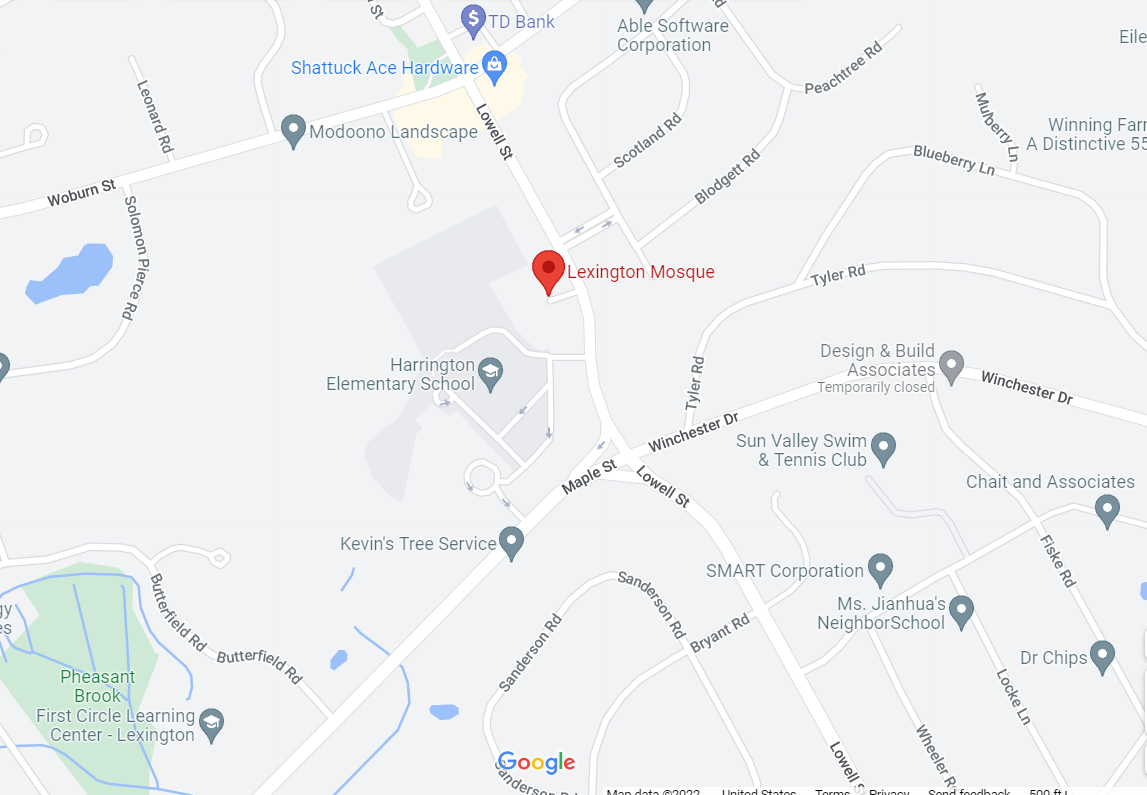 St
TD Bank
Able Software
Corporation
Rd
Eile
Shattuck Ace Hardware
Peachtree Rd
Leonard Rd
Lowell St
Mulberry Ln
Modoono Landscape
Scotland Rd
Winning Farm
A Distinctive 55
Blueberry Ln
Blodgett Rd
Woburn St
Solomon Pierce Rd
Lexington Mosque
Tyler Rd
Harrington
Elementary School
Tyler Rd
Design & Build
Associates
Temporarily closed
Winchester Dr
Winchester Dr
Sun Valley Swim
& Tennis Club
Maple St
Lowell St
Chait and Associates
Kevin's Tree Service
Fiske Rd
SMART Corporation
Butterfield Rd
Sanderson Rd
Ms. Jianhua's
NeighborSchool
gy
es
Sanderson Rd
Bryant Rd
Butterfield Rd
Dr Chips
Pheasant
Brook
Locke Ln
First Circle Learning
Center - Lexington
Wheeler Rd
Lowell St
Google
Sanderson Rd
Map data ©2022 United States Terms Privacy Send feedback 500 ft